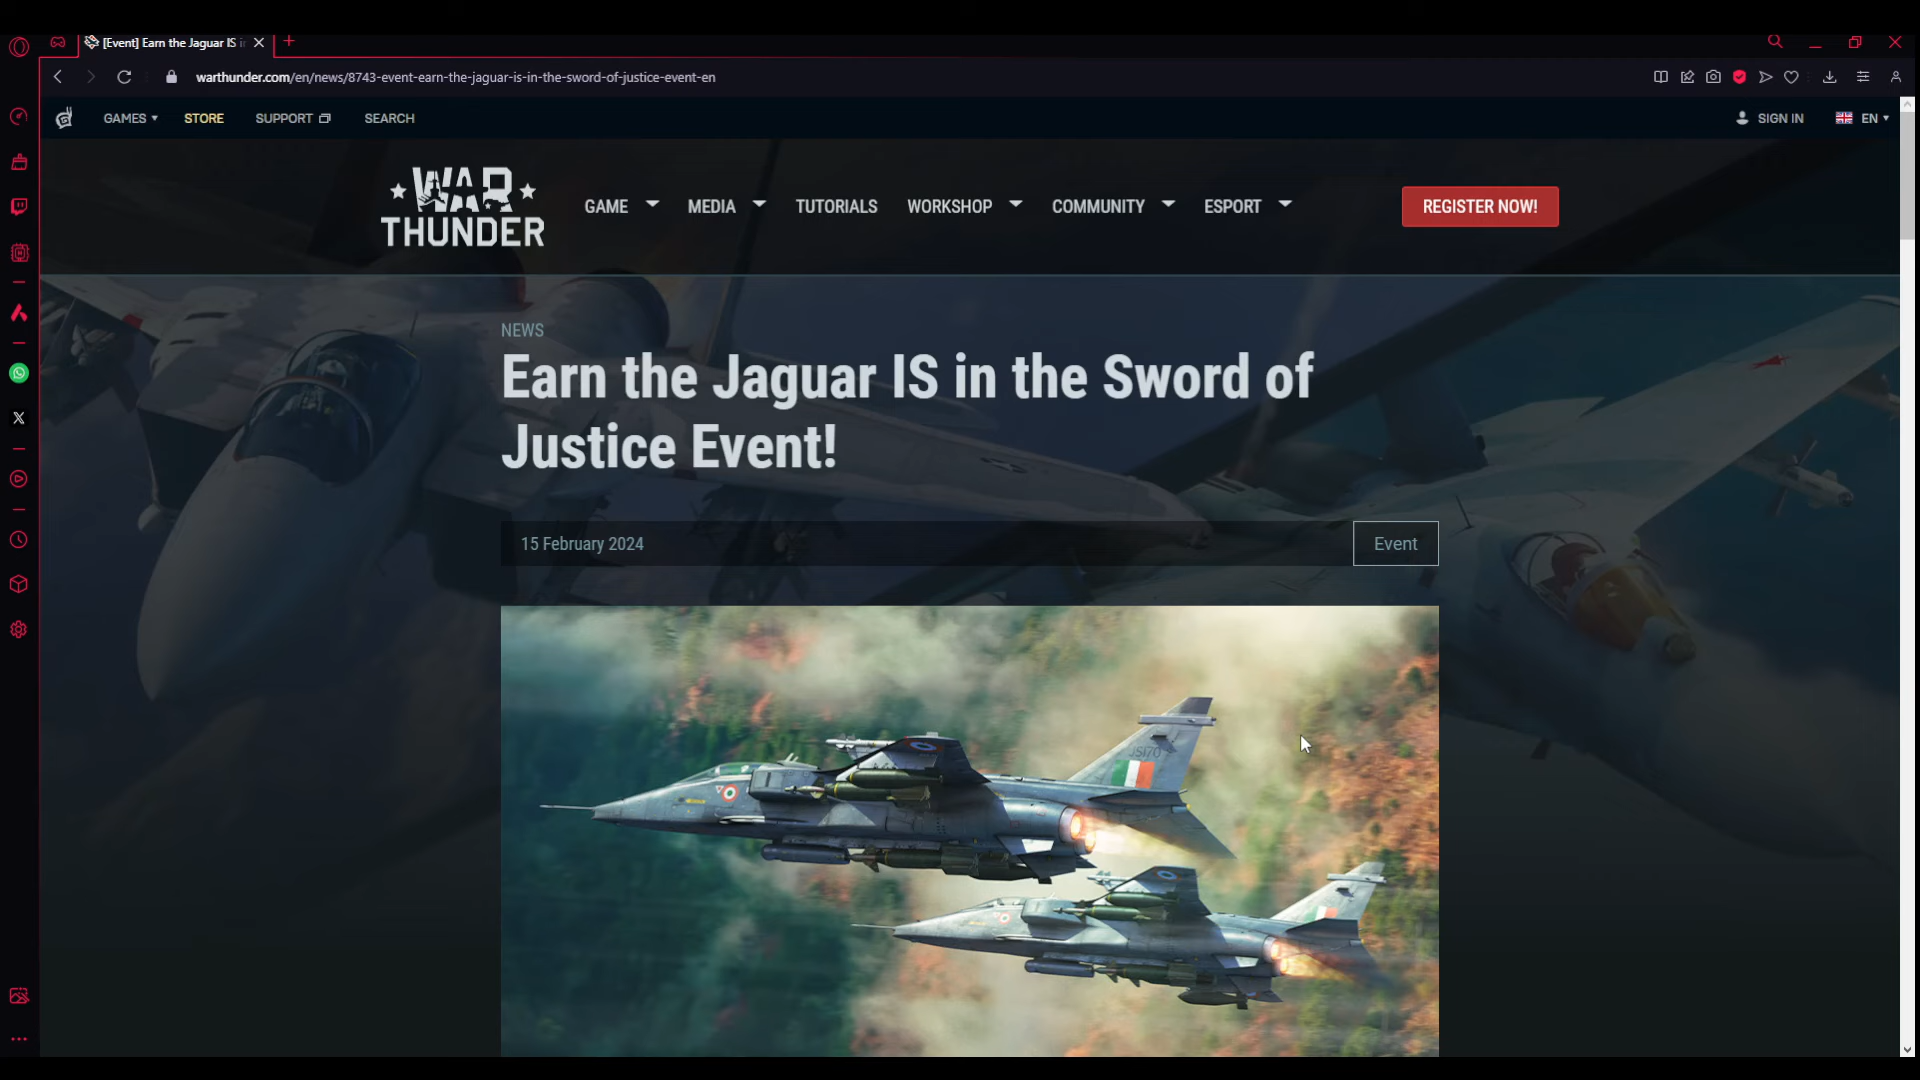 [Event] Earn the Jaguar IS i
warthunder.com/en/news/8743-event-earn-the-jaguar-is-in-the-sword-of-justice-event-en
GAMES STORE SUPPORT SEARCH SIGN IN EN
WAR THUNDER
GAME MEDIA TUTORIALS WORKSHOP COMMUNITY ESPORT REGISTER NOW!
NEWS
Earn the Jaguar IS in the Sword of
Justice Event!
15 February 2024 Event
JS170